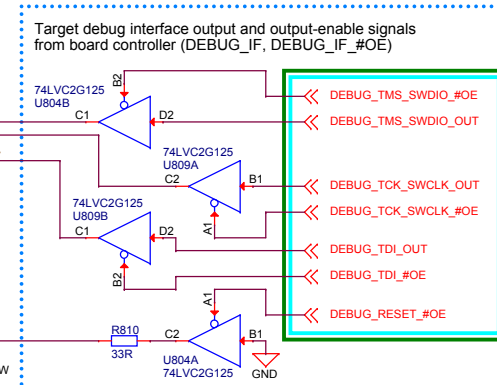 Target debug interface output and output-enable signals
from board controller (DEBUG_IF, DEBUG_IF_#OE)
74LVC2G125
U804B
B2
C1
D2
DEBUG_TMS_SWDIO_#OE
DEBUG_TMS_SWDIO_OUT
74LVC2G125
U809A
C2
B1
A1
DEBUG_TCK_SWCLK_OUT
DEBUG_TCK_SWCLK_#OE
74LVC2G125
U809B
C1
D2
B2
DEBUG_TDI_OUT
DEBUG_TDI_#OE
A1
DEBUG_RESET_#OE
R810
33R
C2
B1
U804A
74LVC2G125
GND